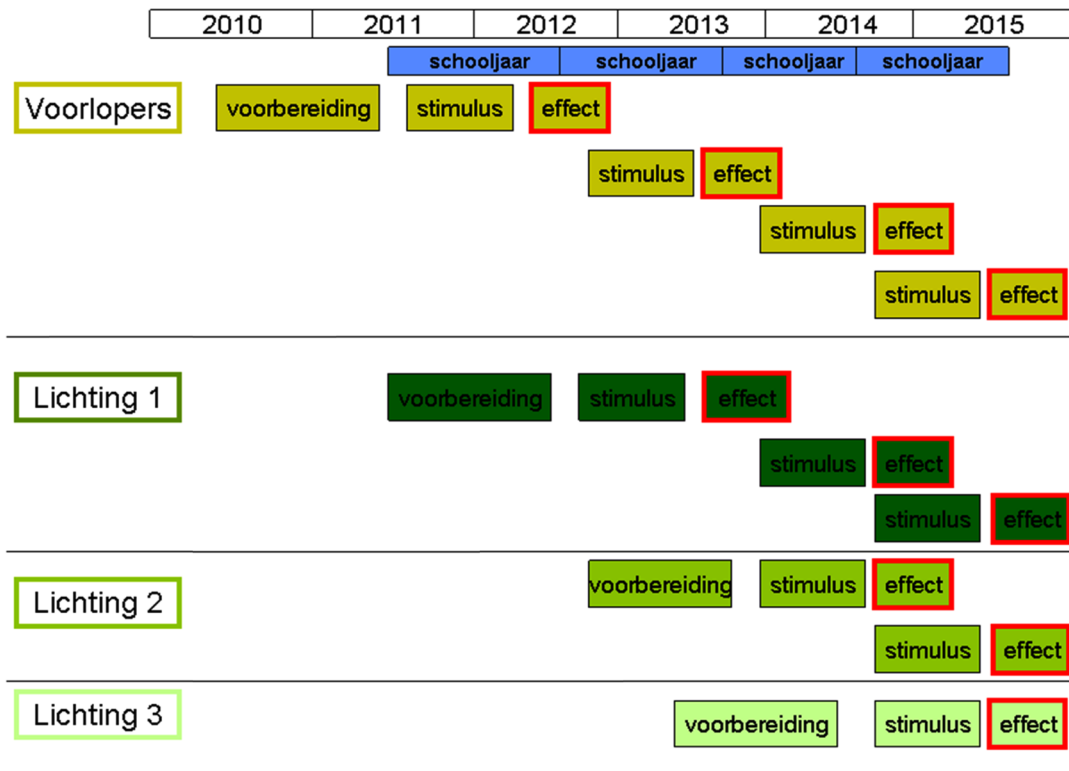 2010 2011 2012 2013 2014 2015
schooljaar schooljaar schooljaar schooljaar
Voorlopers voorbereiding stimulus effect
stimulus effect
stimulus effect
stimulus effect
Lichting 1 voorbereiding stimulus effect
stimulus effect
stimulus effect
Lichting 2 voorbereiding stimulus effect
stimulus effect
Lichting 3 voorbereiding stimulus effect